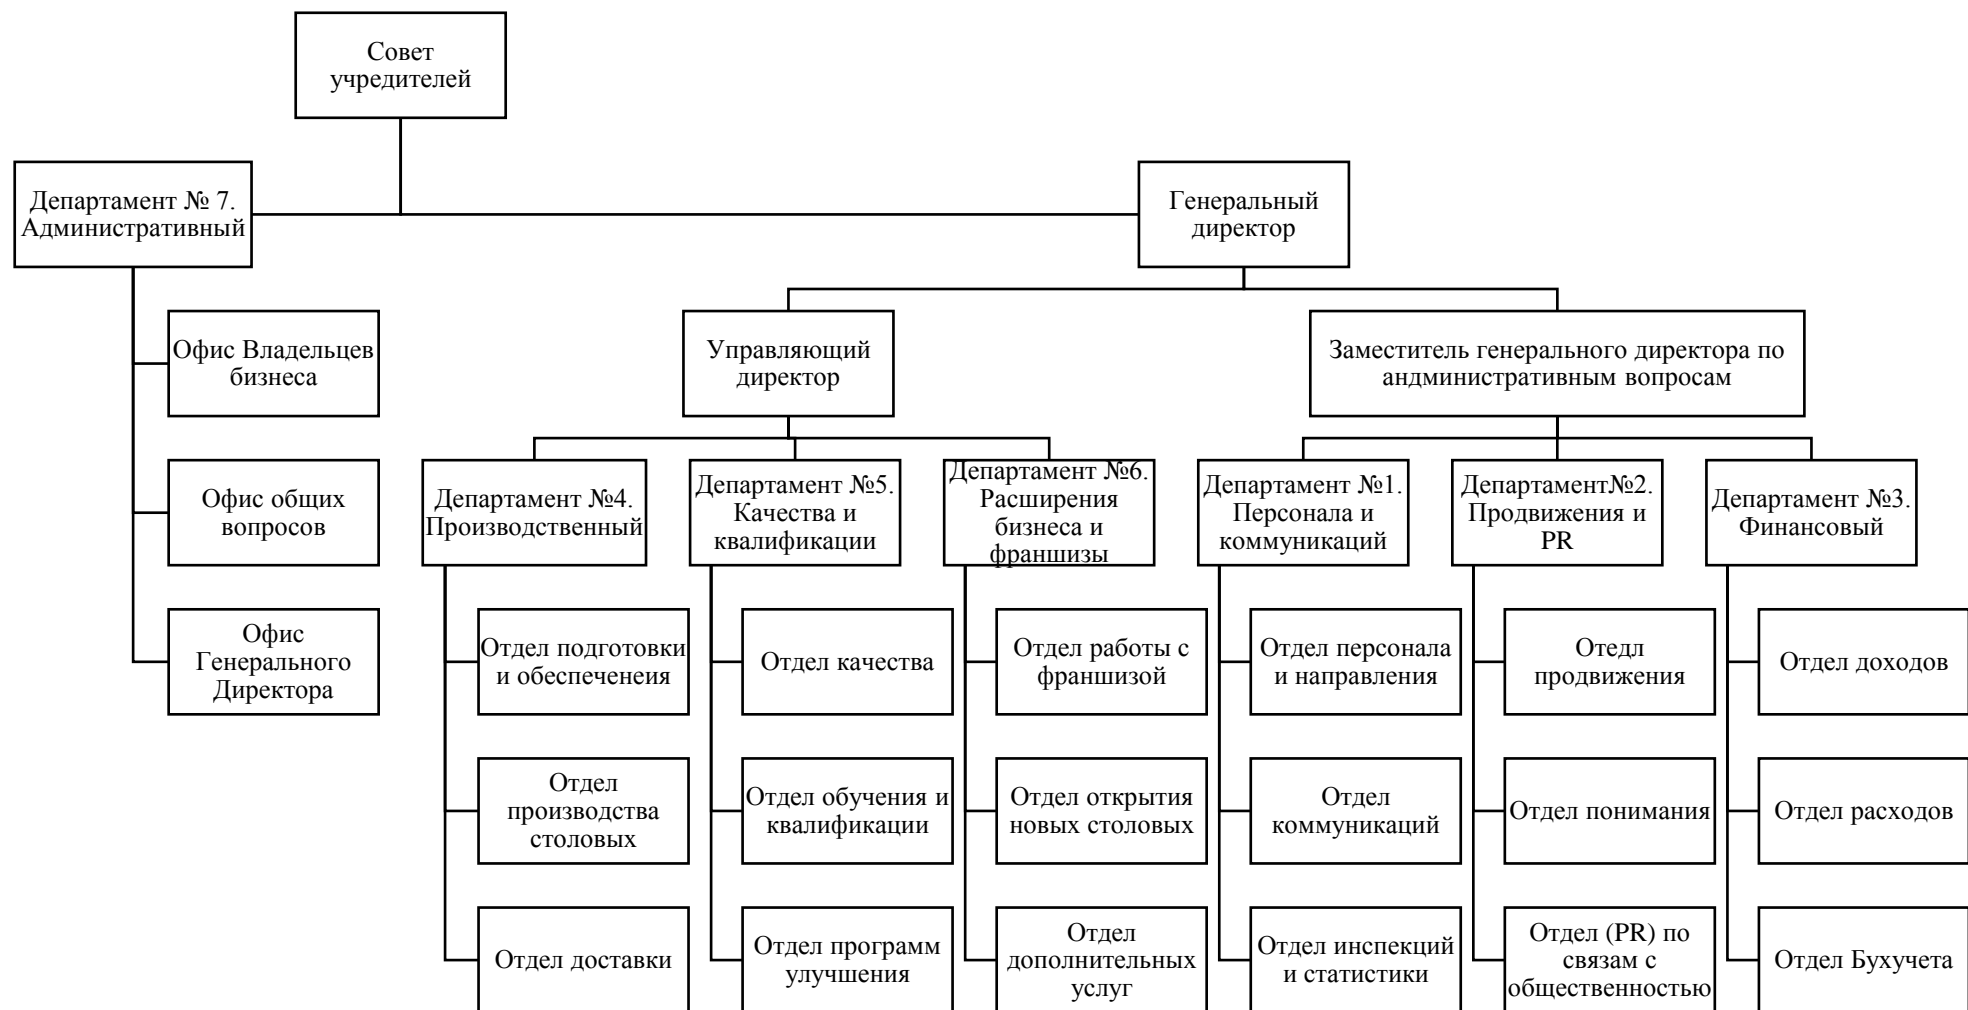 Совет
учредителей
Департамент № 7.
Административный
Генеральный
директор
Офис Владельцев
бизнеса
Офис общих
вопросов
Офис
Генерального
Директора
Управляющий
директор
Заместитель генерального директора по
андминистративным вопросам
Департамент №4.
Производственный
Департамент №5.
Качества и
квалификации
Департамент №6.
Расширения
бизнеса и
франшизы
Департамент №1.
Персонала и
коммуникаций
Департамент№2.
Продвижения и
PR
Департамент №3.
Финансовый
Отдел подготовки
и обеспеченеия
Отдел
производства
столовых
Отдел доставки
Отдел качества
Отдел обучения и
квалификации
Отдел программ
улучшения
Отдел работы с
франшизой
Отдел открытия
новых столовых
Отдел
дополнительных
услуг
Отдел персонала
и направления
Отдел
коммуникаций
Отдел инспекций
и статистики
Отедл
продвижения
Отдел понимания
Отдел (PR) по
связам с
общественностью
Отдел доходов
Отдел расходов
Отдел Бухучета